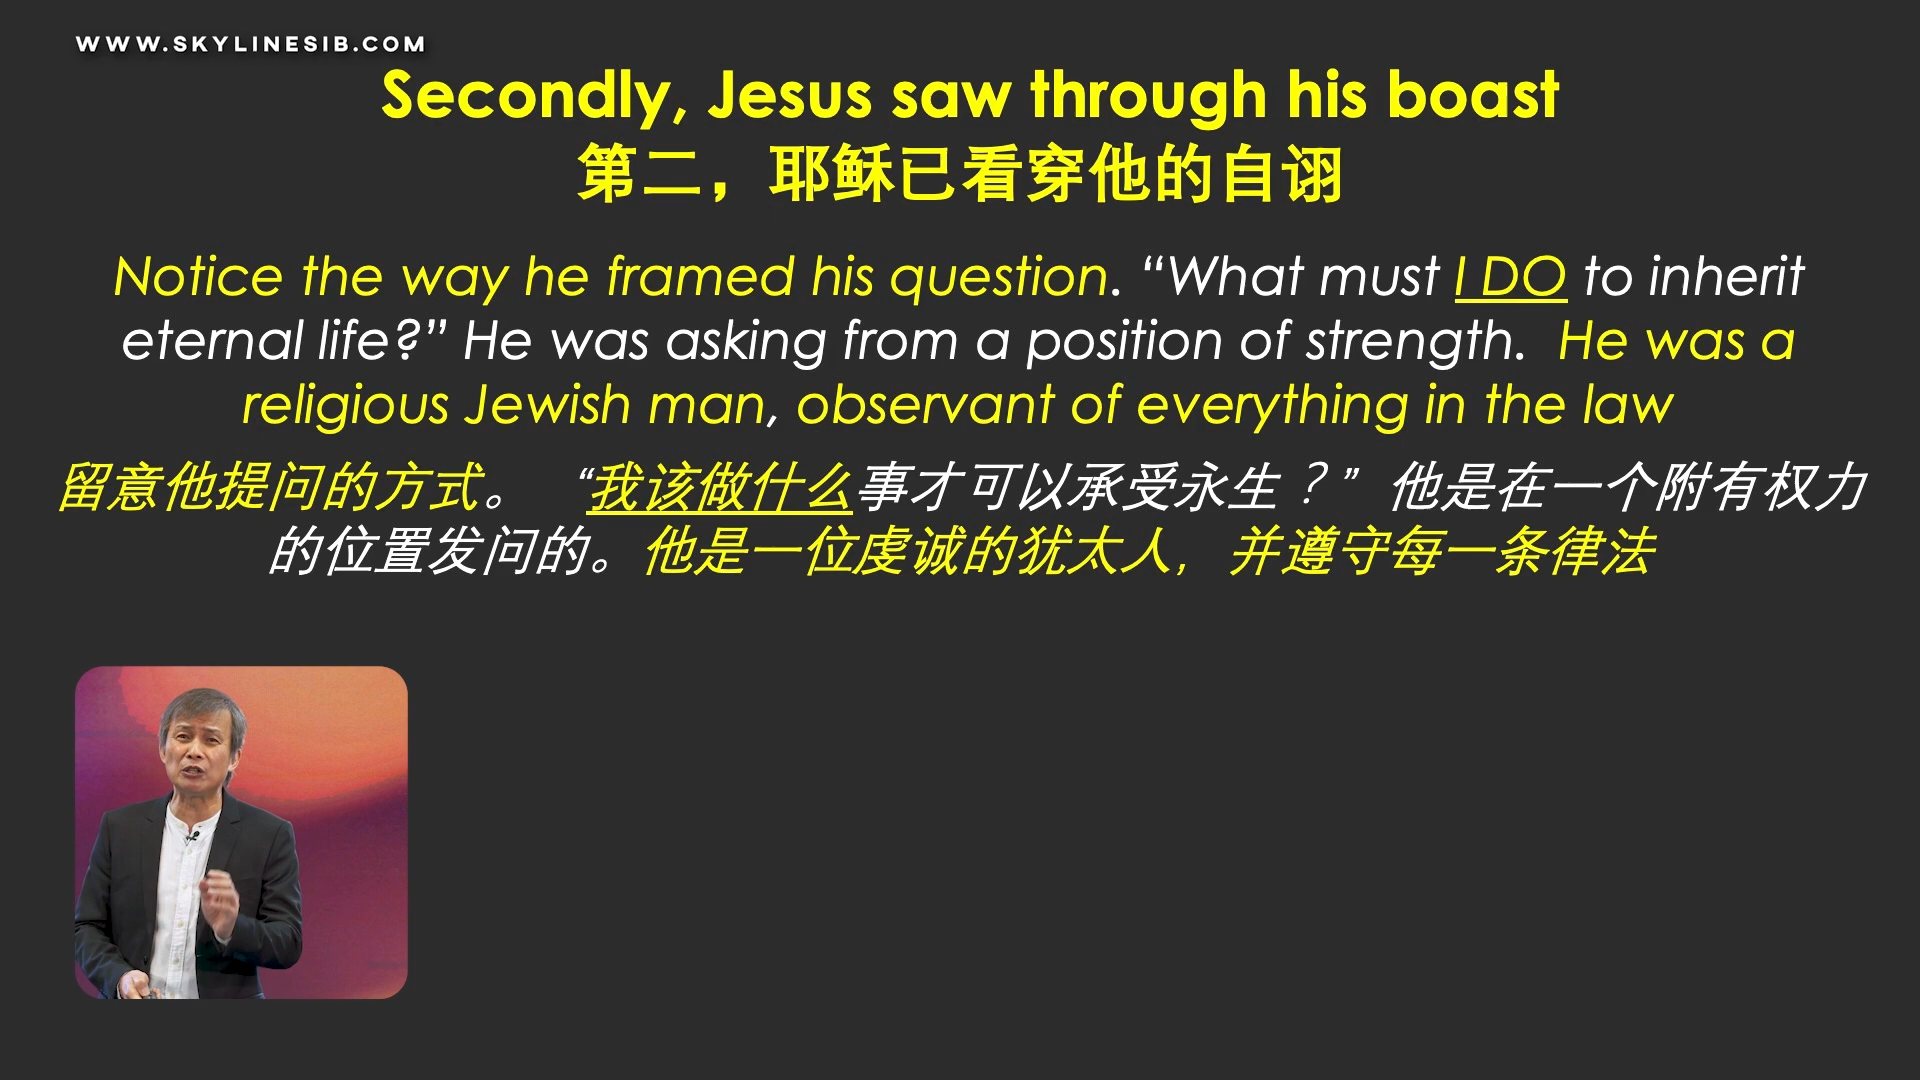 WWW.SKYLINESIB.COM
Secondly, Jesus saw through his boast
第二，耶稣已看穿他的自诩
Notice the way he framed his question. “What must I DO to inherit
eternal life?” He was asking from a position of strength. He was a
religious Jewish man, observant of everything in the law
留意他提问的方式。 “我该做什么事才可以承受永生？” 他是在一个附有权力
的位置发问的。他是一位虔诚的犹太人，并遵守每一条律法